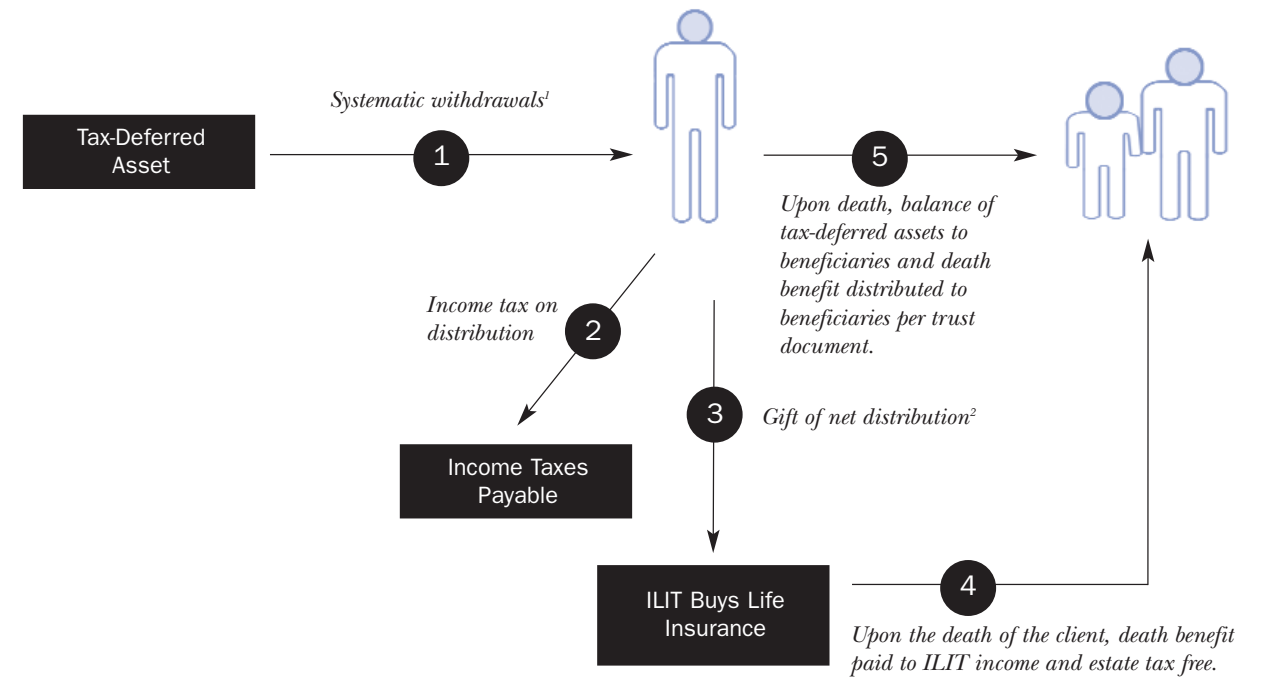 Systematic withdrawals¹
Tax-Deferred
Asset
1
5
Upon death, balance of
tax-deferred assets to
beneficiaries and death
benefit distributed to
beneficiaries per trust
document.
Income tax on
distribution
2
3
Gift of net distribution²
Income Taxes
Payable
ILIT Buys Life
Insurance
4
Upon the death of the client, death benefit
paid to ILIT income and estate tax free.